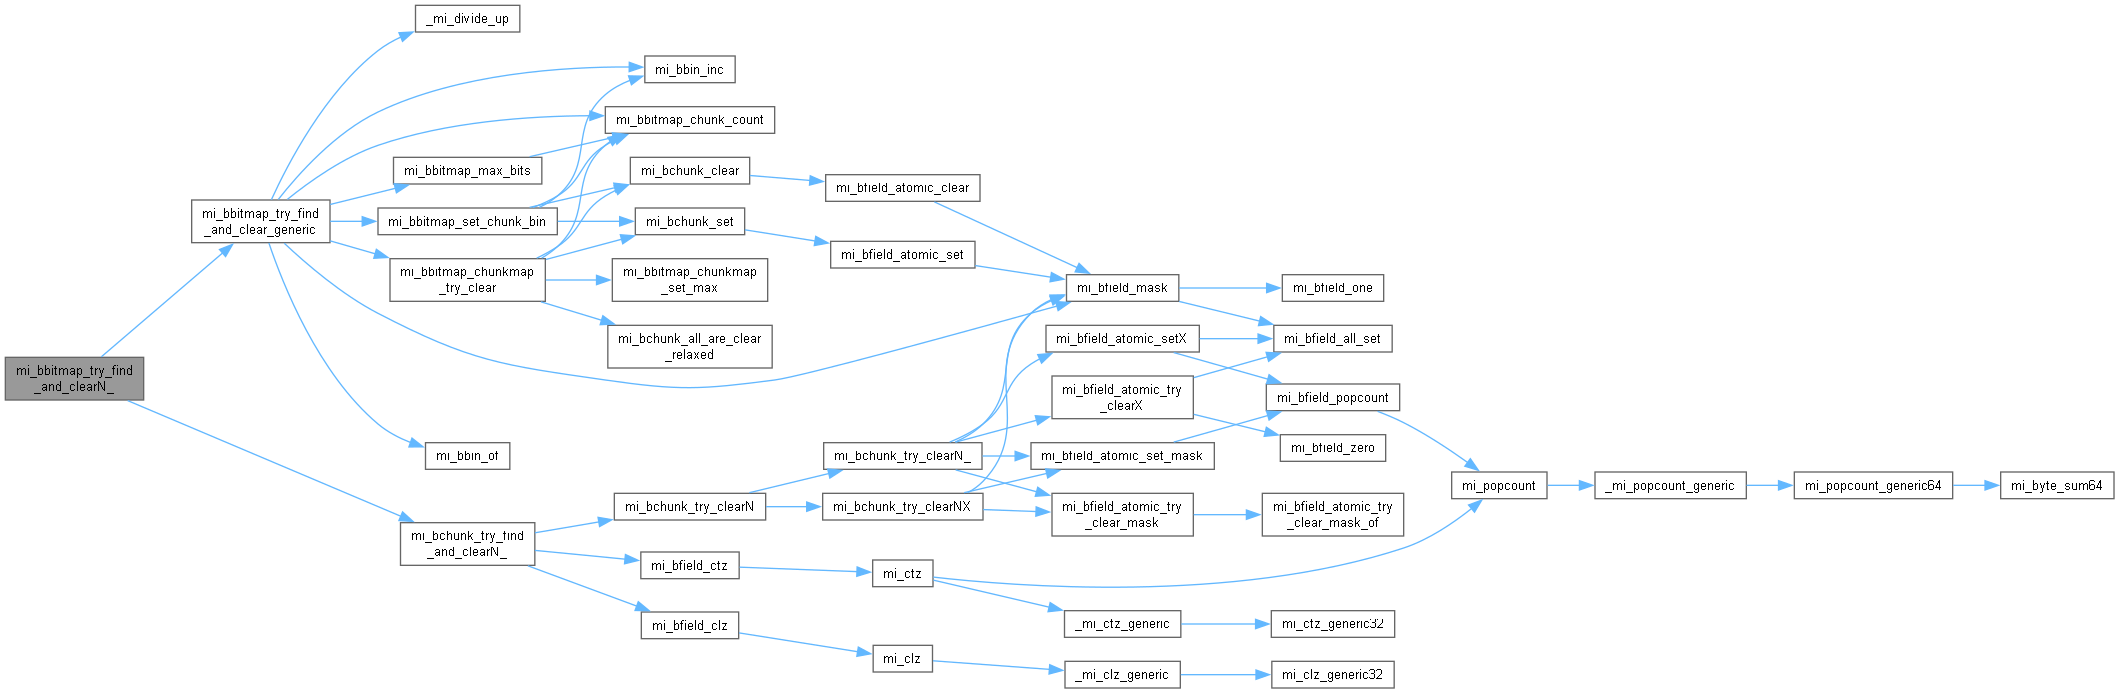 _mi_divide_up
mi_bbin_inc
mi_bbitmap_chunk_count
mi_bbitmap_max_bits
mi_bchunk_clear
mi_bfield_atomic_clear
mi_bbitmap_try_find
_and_clear_generic
mi_bbitmap_set_chunk_bin
mi_bchunk_set
mi_bfield_atomic_set
mi_bbitmap_chunkmap
_try_clear
mi_bbitmap_chunkmap
_set_max
mi_bfield_mask
mi_bfield_one
mi_bchunk_all_are_clear
_relaxed
mi_bfield_atomic_setX
mi_bfield_all_set
mi_bbitmap_try_find
_and_clearN_
mi_bfield_atomic_try
_clearX
mi_bfield_popcount
mi_bbin_of
mi_bchunk_try_clearN_
mi_bfield_atomic_set_mask
mi_bfield_zero
mi_popcount
_mi_popcount_generic
mi_popcount_generic64
mi_byte_sum64
mi_bchunk_try_clearN
mi_bchunk_try_clearNX
mi_bfield_atomic_try
_clear_mask
mi_bfield_atomic_try
_clear_mask_of
mi_bchunk_try_find
_and_clearN_
mi_bfield_ctz
mi_ctz
mi_bfield_clz
_mi_ctz_generic
mi_ctz_generic32
mi_clz
_mi_clz_generic
mi_clz_generic32